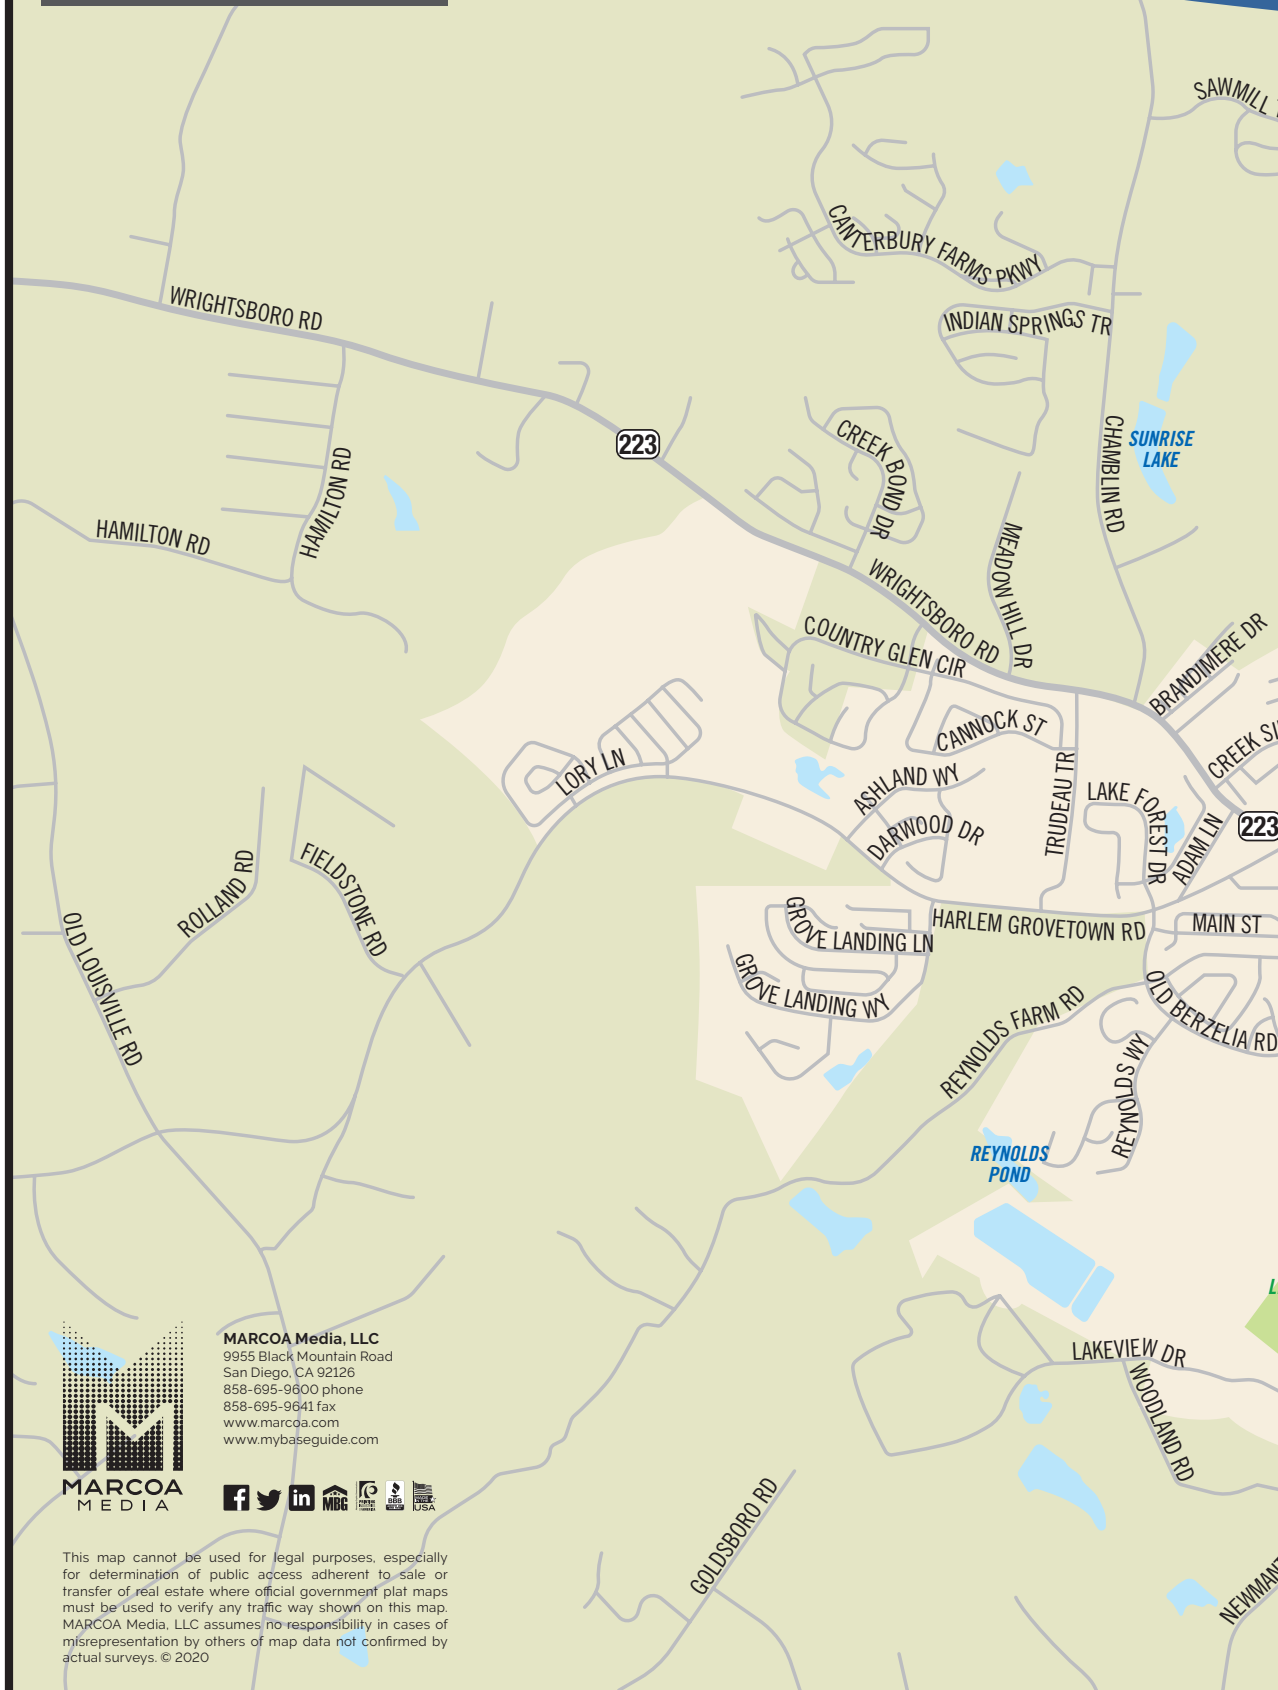 SAWMILL
CANTERBURY FARMS PKWY
WRIGHTSBORO RD
INDIAN SPRINGS TR
223
CREEK BOND DR
CHAMBLIN RD
SUNRISE
LAKE
HAMILTON RD
HAMILTON RD
MEADOW HILL DR
WRIGHTSBORO RD
COUNTRY GLEN CIR
BRANDIMERE DR
CANNOCK ST
CREEK
LORY LN
ASHLAND WY
TRUDEAU TR
LAKE FOREST DR
ADAM LN
223
DARWOOD DR
ROLLAND RD
FIELDSTONE RD
OLD LOUISVILLE RD
GROVE LANDING LN
HARLEM GROVETOWN RD
MAIN ST
GROVE LANDING WY
OLD BERZELIA RD
REYNOLDS FARM RD
REYNOLDS WY
REYNOLDS
POND
LAKEVIEW DR
WOODLAND RD
GOLDSBORO RD
MARCOA Media, LLC
9955 Black Mountain Road
San Diego, CA 92126
858-695-9600 phone
858-695-9641 fax
www.marcoa.com
www.mybaseguide.com
MARCOA
MEDIA
in
MBG
BBB
USA
This map cannot be used for legal purposes, especially
for determination of public access adherent to sale or
transfer of real estate where official government plat maps
must be used to verify any traffic way shown on this map.
MARCOA Media, LLC assumes no responsibility in cases of
misrepresentation by others of map data not confirmed by
actual surveys. © 2020